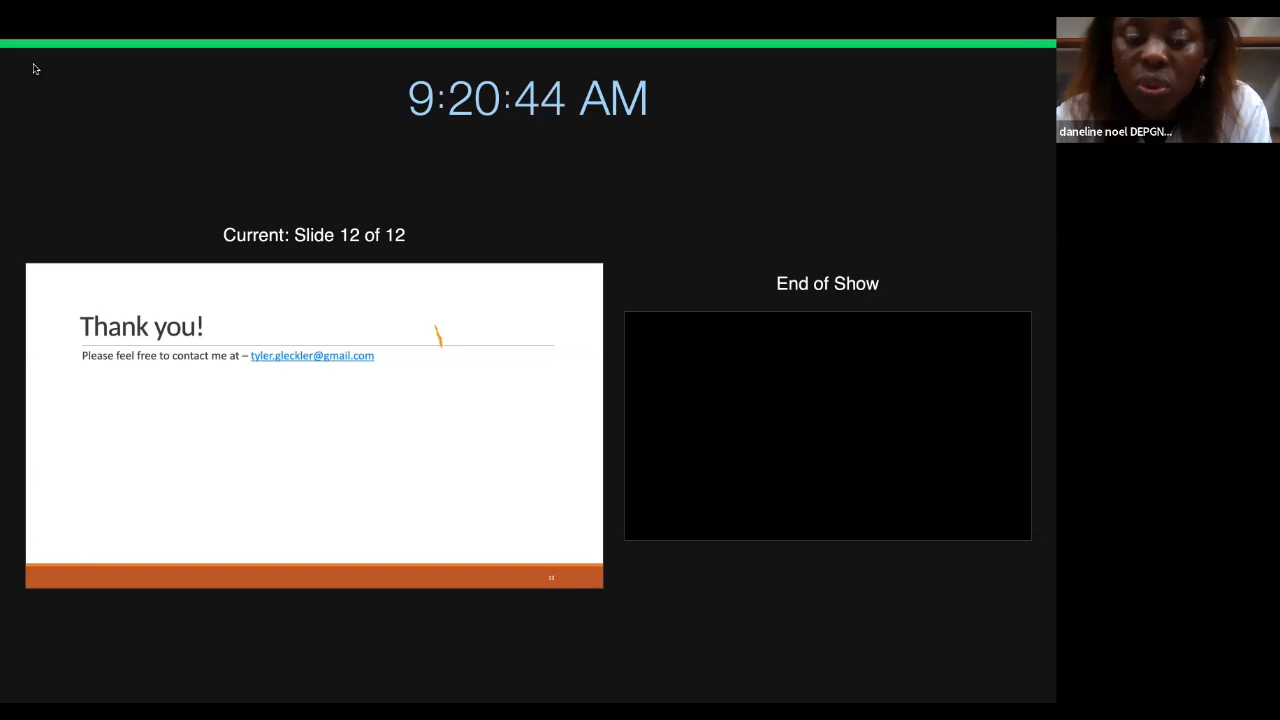 9:20:44 AM
daneline noel DEPGN...
Current: Slide 12 of 12
End of Show
Thank you!
Please feel free to contact me at – tyler.gleckler@gmail.com
12